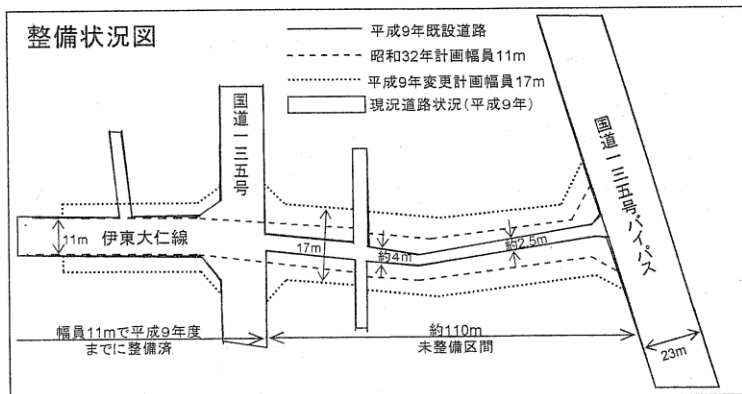 整備状況図
平成9年既設道路
昭和32年計画幅員11m
平成9年変更計画幅員17m
現況道路状況(平成9年)
国道一三五号
国道一三五号バイパス
11m
伊東大仁線
17m
約4m
約2.5m
幅員11mで平成9年度
までに整備済
約110m
未整備区間
23m